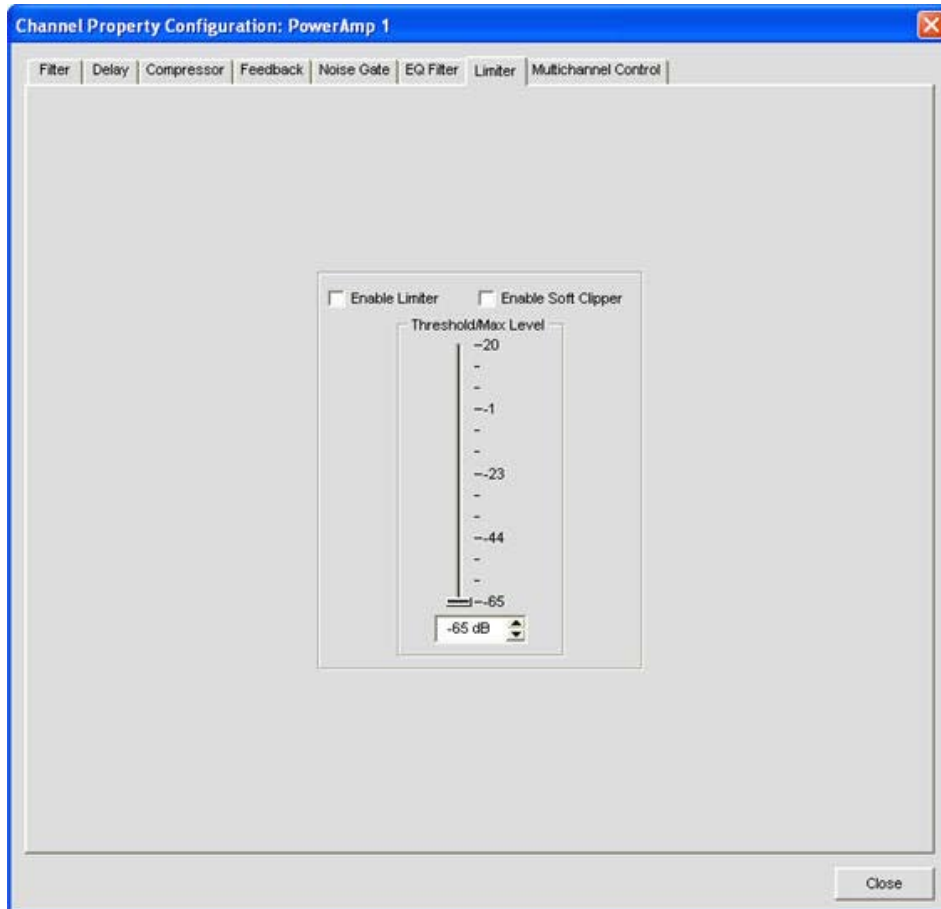 Channel Property Configuration: PowerAmp 1
Filter Delay Compressor Feedback Noise Gate EQ Filter Limiter Multichannel Control
Enable Limiter Enable Soft Clipper
Threshold/Max Level
20
-1
-23
-44
-65
-65 dB
Close